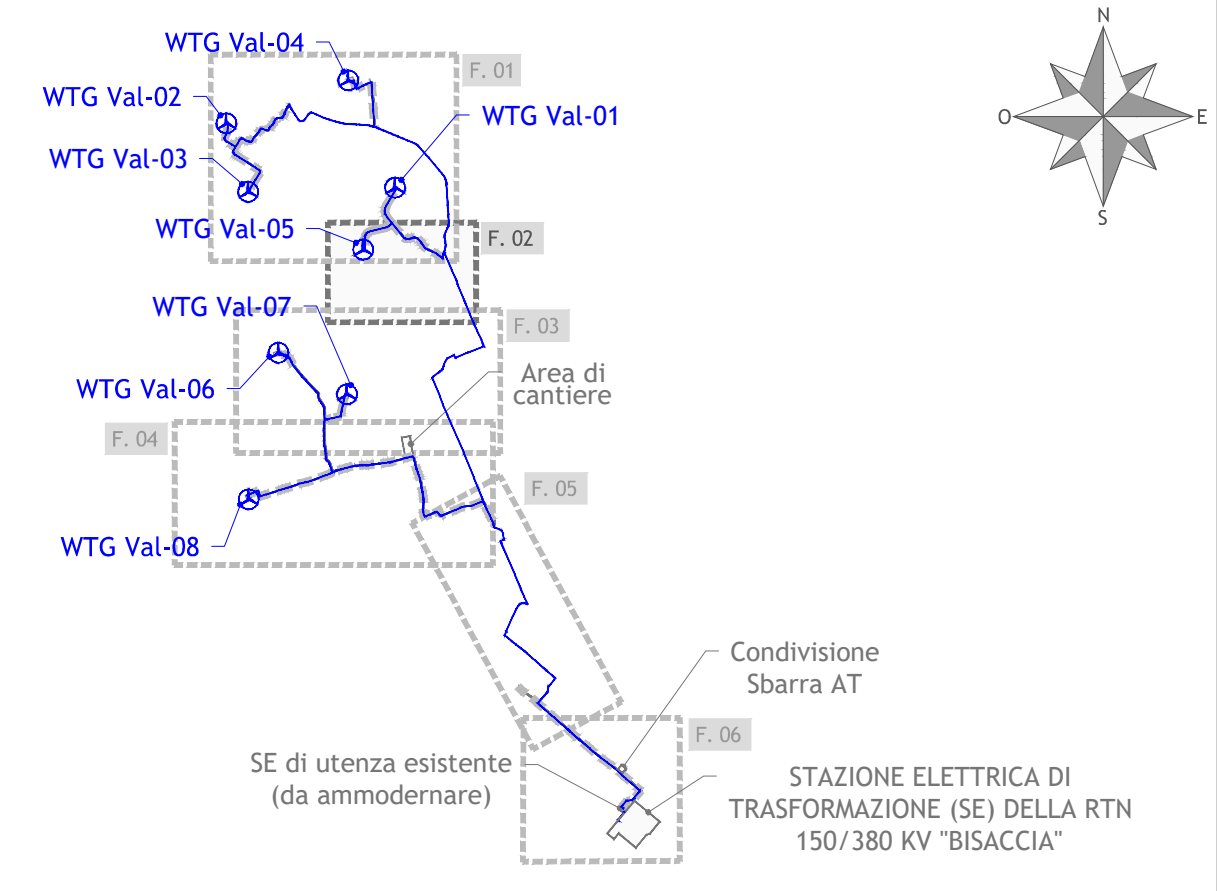 N
WTG Val-04
F. 01
WTG Val-02
WTG Val-01
O
E
WTG Val-03
S
WTG Val-05
F. 02
WTG Val-07
F. 03
Area di
cantiere
WTG Val-06
F. 04
F. 05
WTG Val-08
Condivisione
Sbarra AT
F. 06
SE di utenza esistente
(da ammodernare)
STAZIONE ELETTRICA DI
TRASFORMAZIONE (SE) DELLA RTN
150/380 KV "BISACCIA"